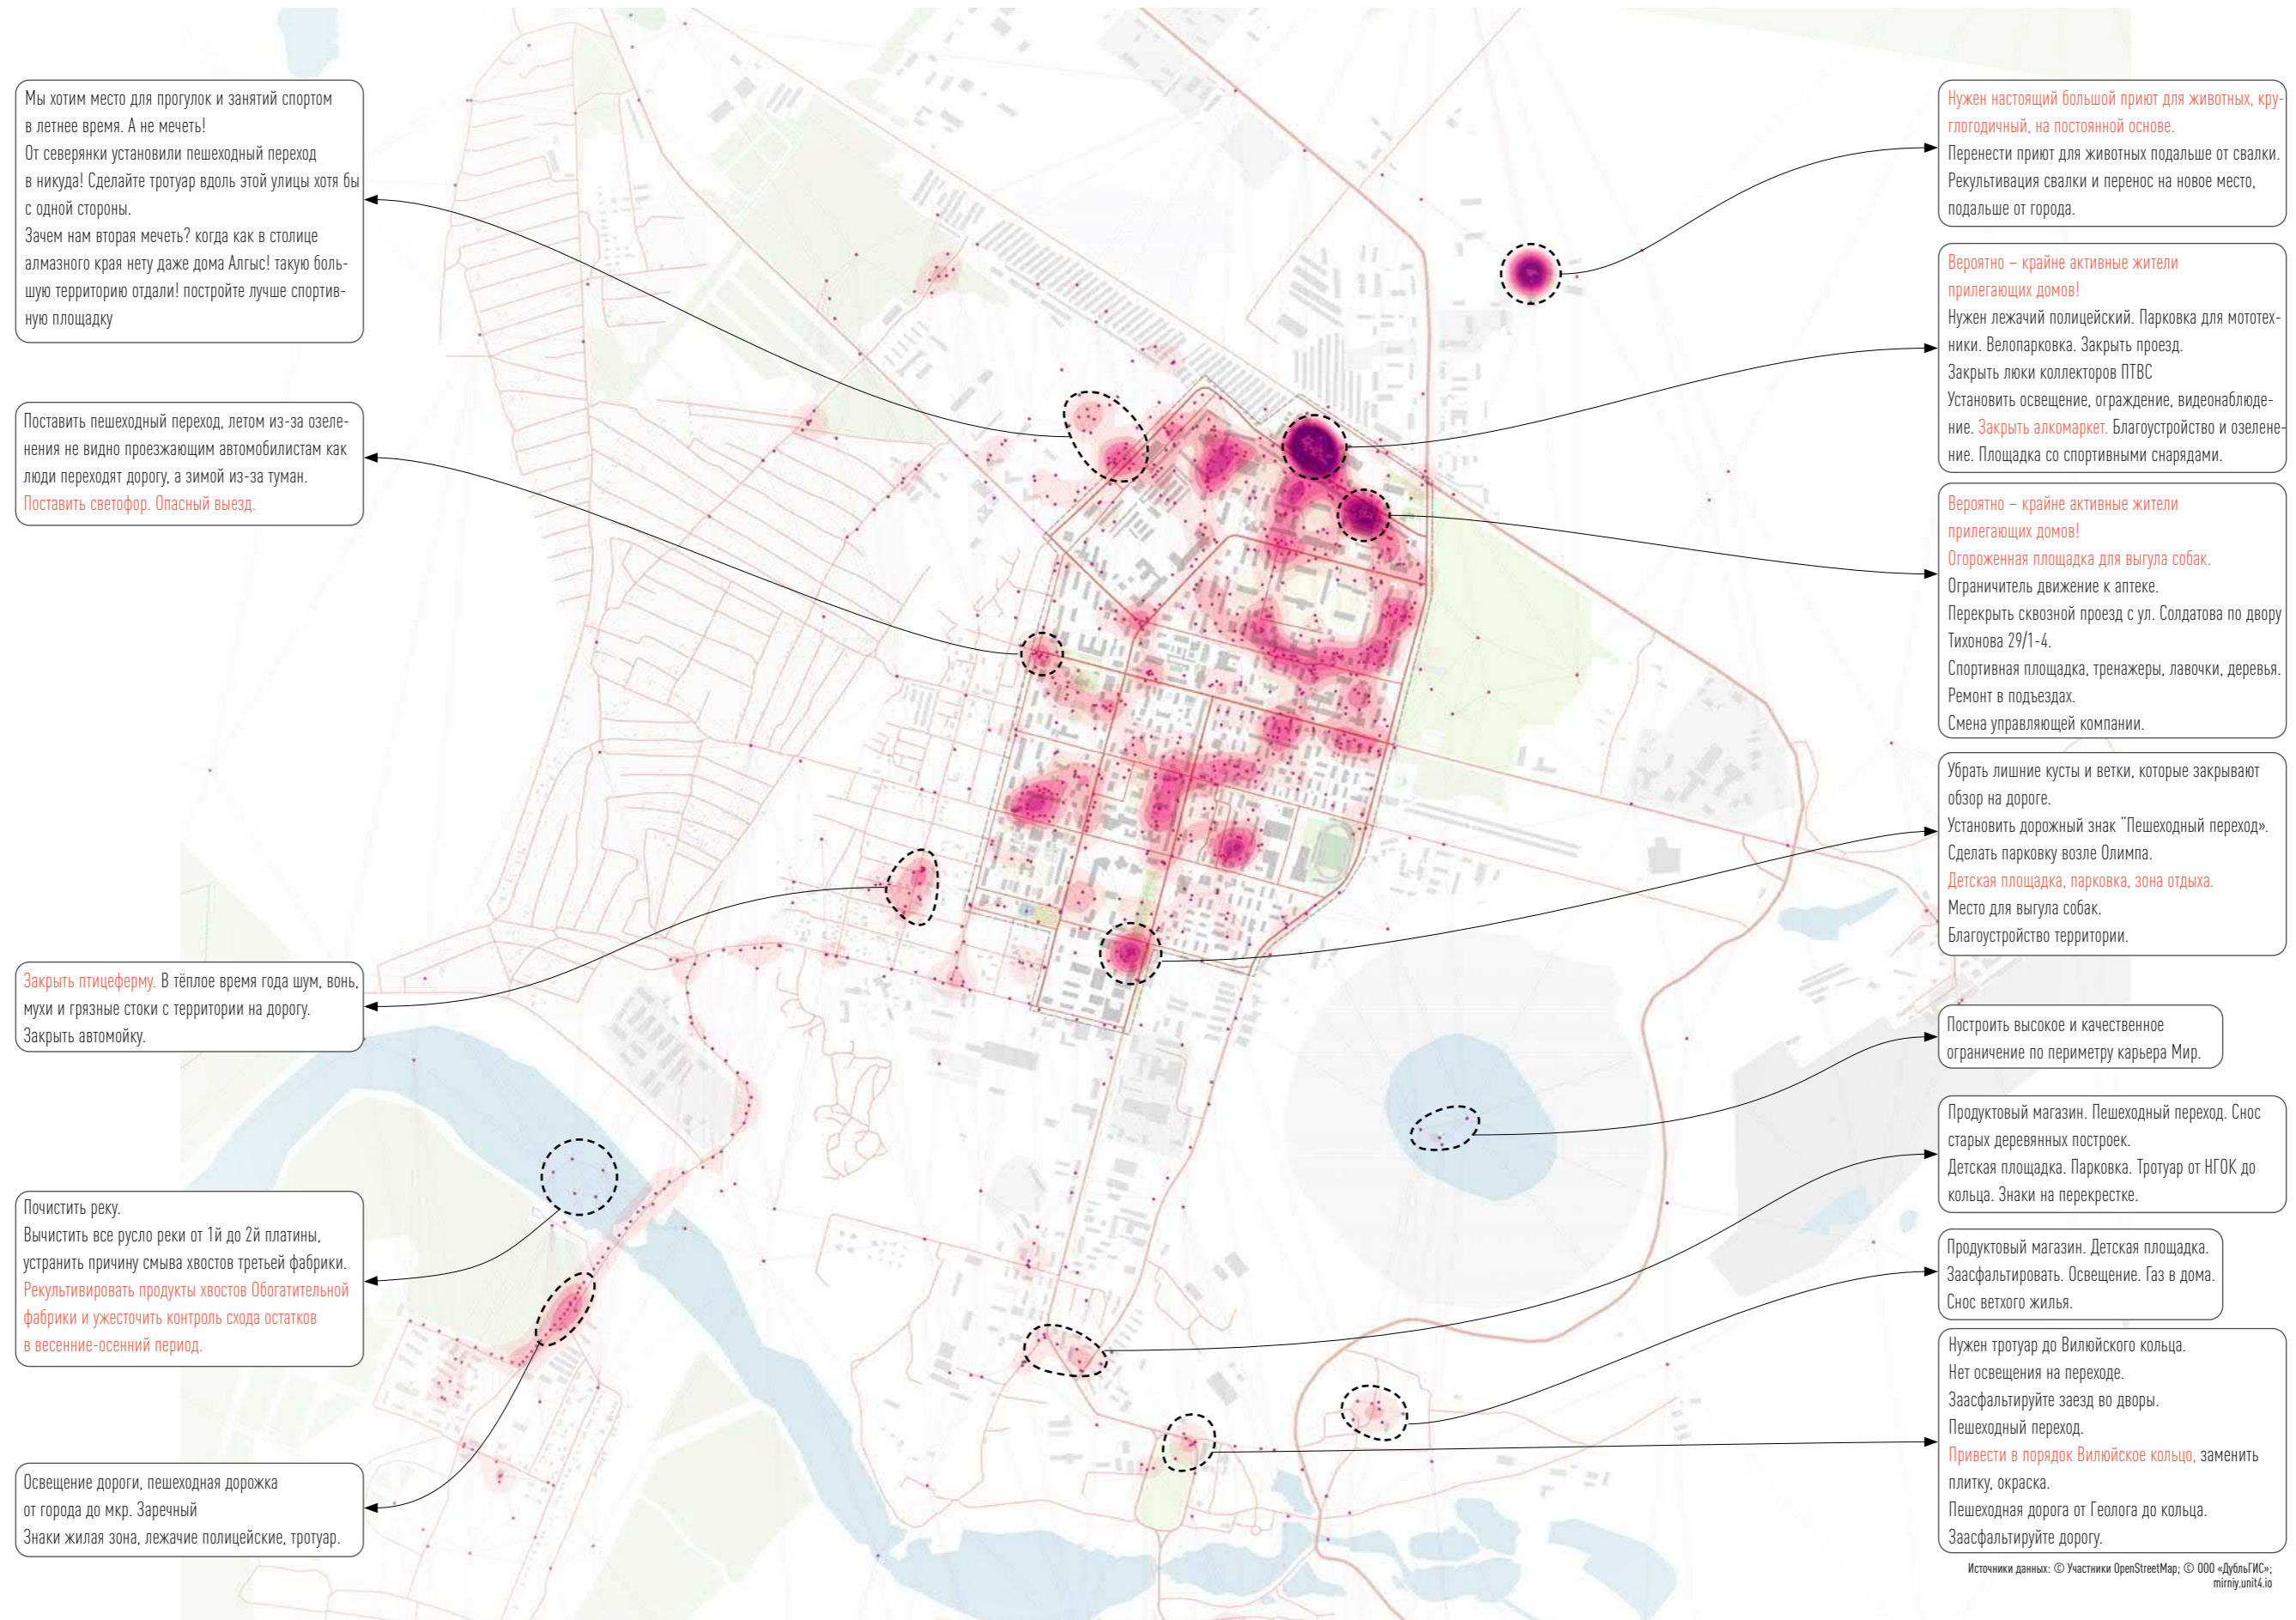 Мы хотим место для прогулок и занятий спортом
в летнее время. А не мечеть!
От северянки установили пешеходный переход
в никуда! Сделайте тротуар вдоль этой улицы хотя бы
с одной стороны.
Зачем нам вторая мечеть? когда как в столице
алмазного края нету даже дома Алгыс! такую боль-
шую территорию отдали! постройте лучше спортив-
ную площадку
Поставить пешеходный переход, летом из-за озеле-
нения не видно проезжающим автомобилистам как
люди переходят дорогу, а зимой из-за туман.
Поставить светофор. Опасный выезд.
Закрыть птицеферму. В тёплое время года шум, вонь,
мухи и грязные стоки с территории на дорогу.
Закрыть автомойку.
Почистить реку.
Вычистить все русло реки от 1й до 2й платины,
устранить причину смыва хвостов третьей фабрики.
Рекультивировать продукты хвостов Обогатительной
фабрики и ужесточить контроль схода остатков
в весенние-осенний период.
Освещение дороги, пешеходная дорожка
от города до мкр. Заречный
Знаки жилая зона, лежачие полицейские, тротуар.
Нужен настоящий большой приют для животных, кру-
глогодичный, на постоянной основе.
Перенести приют для животных подальше от свалки.
Рекультивация свалки и перенос на новое место,
подальше от города.
Вероятно – крайне активные жители
прилегающих домов!
Нужен лежачий полицейский. Парковка для мототех-
ники. Велопарковка. Закрыть проезд.
Закрыть люки коллекторов ПТВС
Установить освещение, ограждение, видеонаблюде-
ние. Закрыть алкомаркет. Благоустройство и озелене-
ние. Площадка со спортивными снарядами.
Вероятно – крайне активные жители
прилегающих домов!
Огороженная площадка для выгула собак.
Ограничитель движение к аптеке.
Перекрыть сквозной проезд с ул. Солдатова по двору
Тихонова 29/1-4.
Спортивная площадка, тренажеры, лавочки, деревья.
Ремонт в подъездах.
Смена управляющей компании.
Убрать лишние кусты и ветки, которые закрывают
обзор на дороге.
Установить дорожный знак “Пешеходный переход».
Сделать парковку возле Олимпа.
Детская площадка, парковка, зона отдыха.
Место для выгула собак.
Благоустройство территории.
Построить высокое и качественное
ограничение по периметру карьера Мир.
Продуктовый магазин. Пешеходный переход. Снос
старых деревянных построек.
Детская площадка. Парковка. Тротуар от НГОК до
кольца. Знаки на перекрестке.
Продуктовый магазин. Детская площадка.
Заасфальтировать. Освещение. Газ в дома.
Снос ветхого жилья.
Нужен тротуар до Вилюйского кольца.
Нет освещения на переходе.
Заасфальтируйте заезд во дворы.
Пешеходный переход.
Привести в порядок Вилюйское кольцо, заменить
плитку, окраска.
Пешеходная дорога от Геолога до кольца.
Заасфальтируйте дорогу.
Источники данных: © Участники OpenStreetMap; © ООО «ДубльГИС»;
mirniy.unit4.io